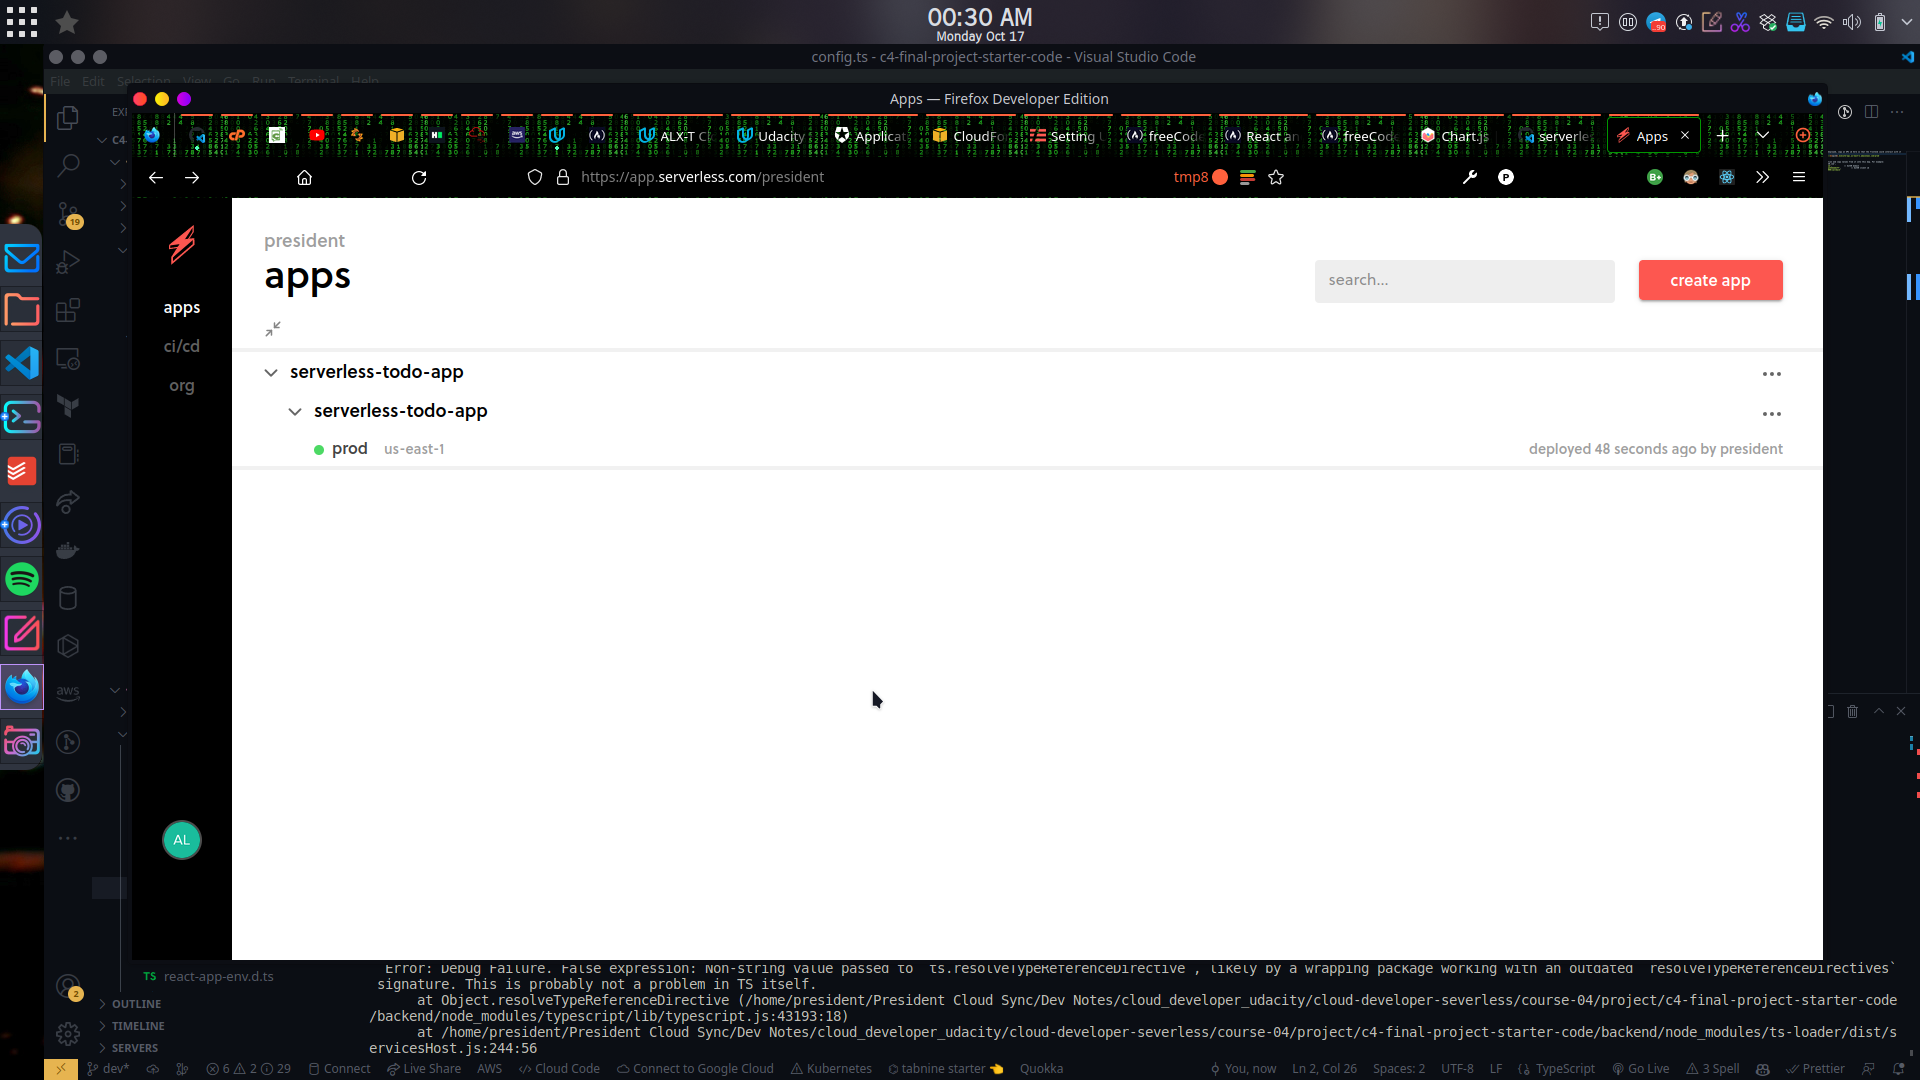 00:30 AM
Monday Oct 17
config.ts - c4-final-project-starter-code - Visual Studio Code
File Edit Selection View Go Run Terminal Help
Apps — Firefox Developer Edition
ALX-T C
Udacity
Applicat
CloudFo
Setting
freeCod
React an
freeCod
Chart.js
serverle
Apps
https://app.serverless.com/president
tmp8
president
apps
search...
create app
apps
ci/cd
org
serverless-todo-app
serverless-todo-app
prod us-east-1 deployed 48 seconds ago by president
AL
EXI
C4
19
aws
2
TS react-app-env.d.ts
OUTLINE
TIMELINE
SERVERS
Error: Debug Failure. False expression: Non-string value passed to `ts.resolveTypeReferenceDirective`, likely by a wrapping package working with an outdated `resolveTypeReferenceDirectives`
signature. This is probably not a problem in TS itself.
at Object.resolveTypeReferenceDirective (/home/president/President Cloud Sync/Dev Notes/cloud_developer_udacity/cloud-developer-severless/course-04/project/c4-final-project-starter-code
/backend/node_modules/typescript/lib/typescript.js:43193:18)
at /home/president/President Cloud Sync/Dev Notes/cloud_developer_udacity/cloud-developer-severless/course-04/project/c4-final-project-starter-code/backend/node_modules/ts-loader/dist/s
ervicesHost.js:244:56
dev* 6 2 29 Connect Live Share AWS Cloud Code Connect to Google Cloud Kubernetes tabnine starter Quokka You, now Ln 2, Col 26 Spaces: 2 UTF-8 LF TypeScript Go Live 3 Spell Prettier